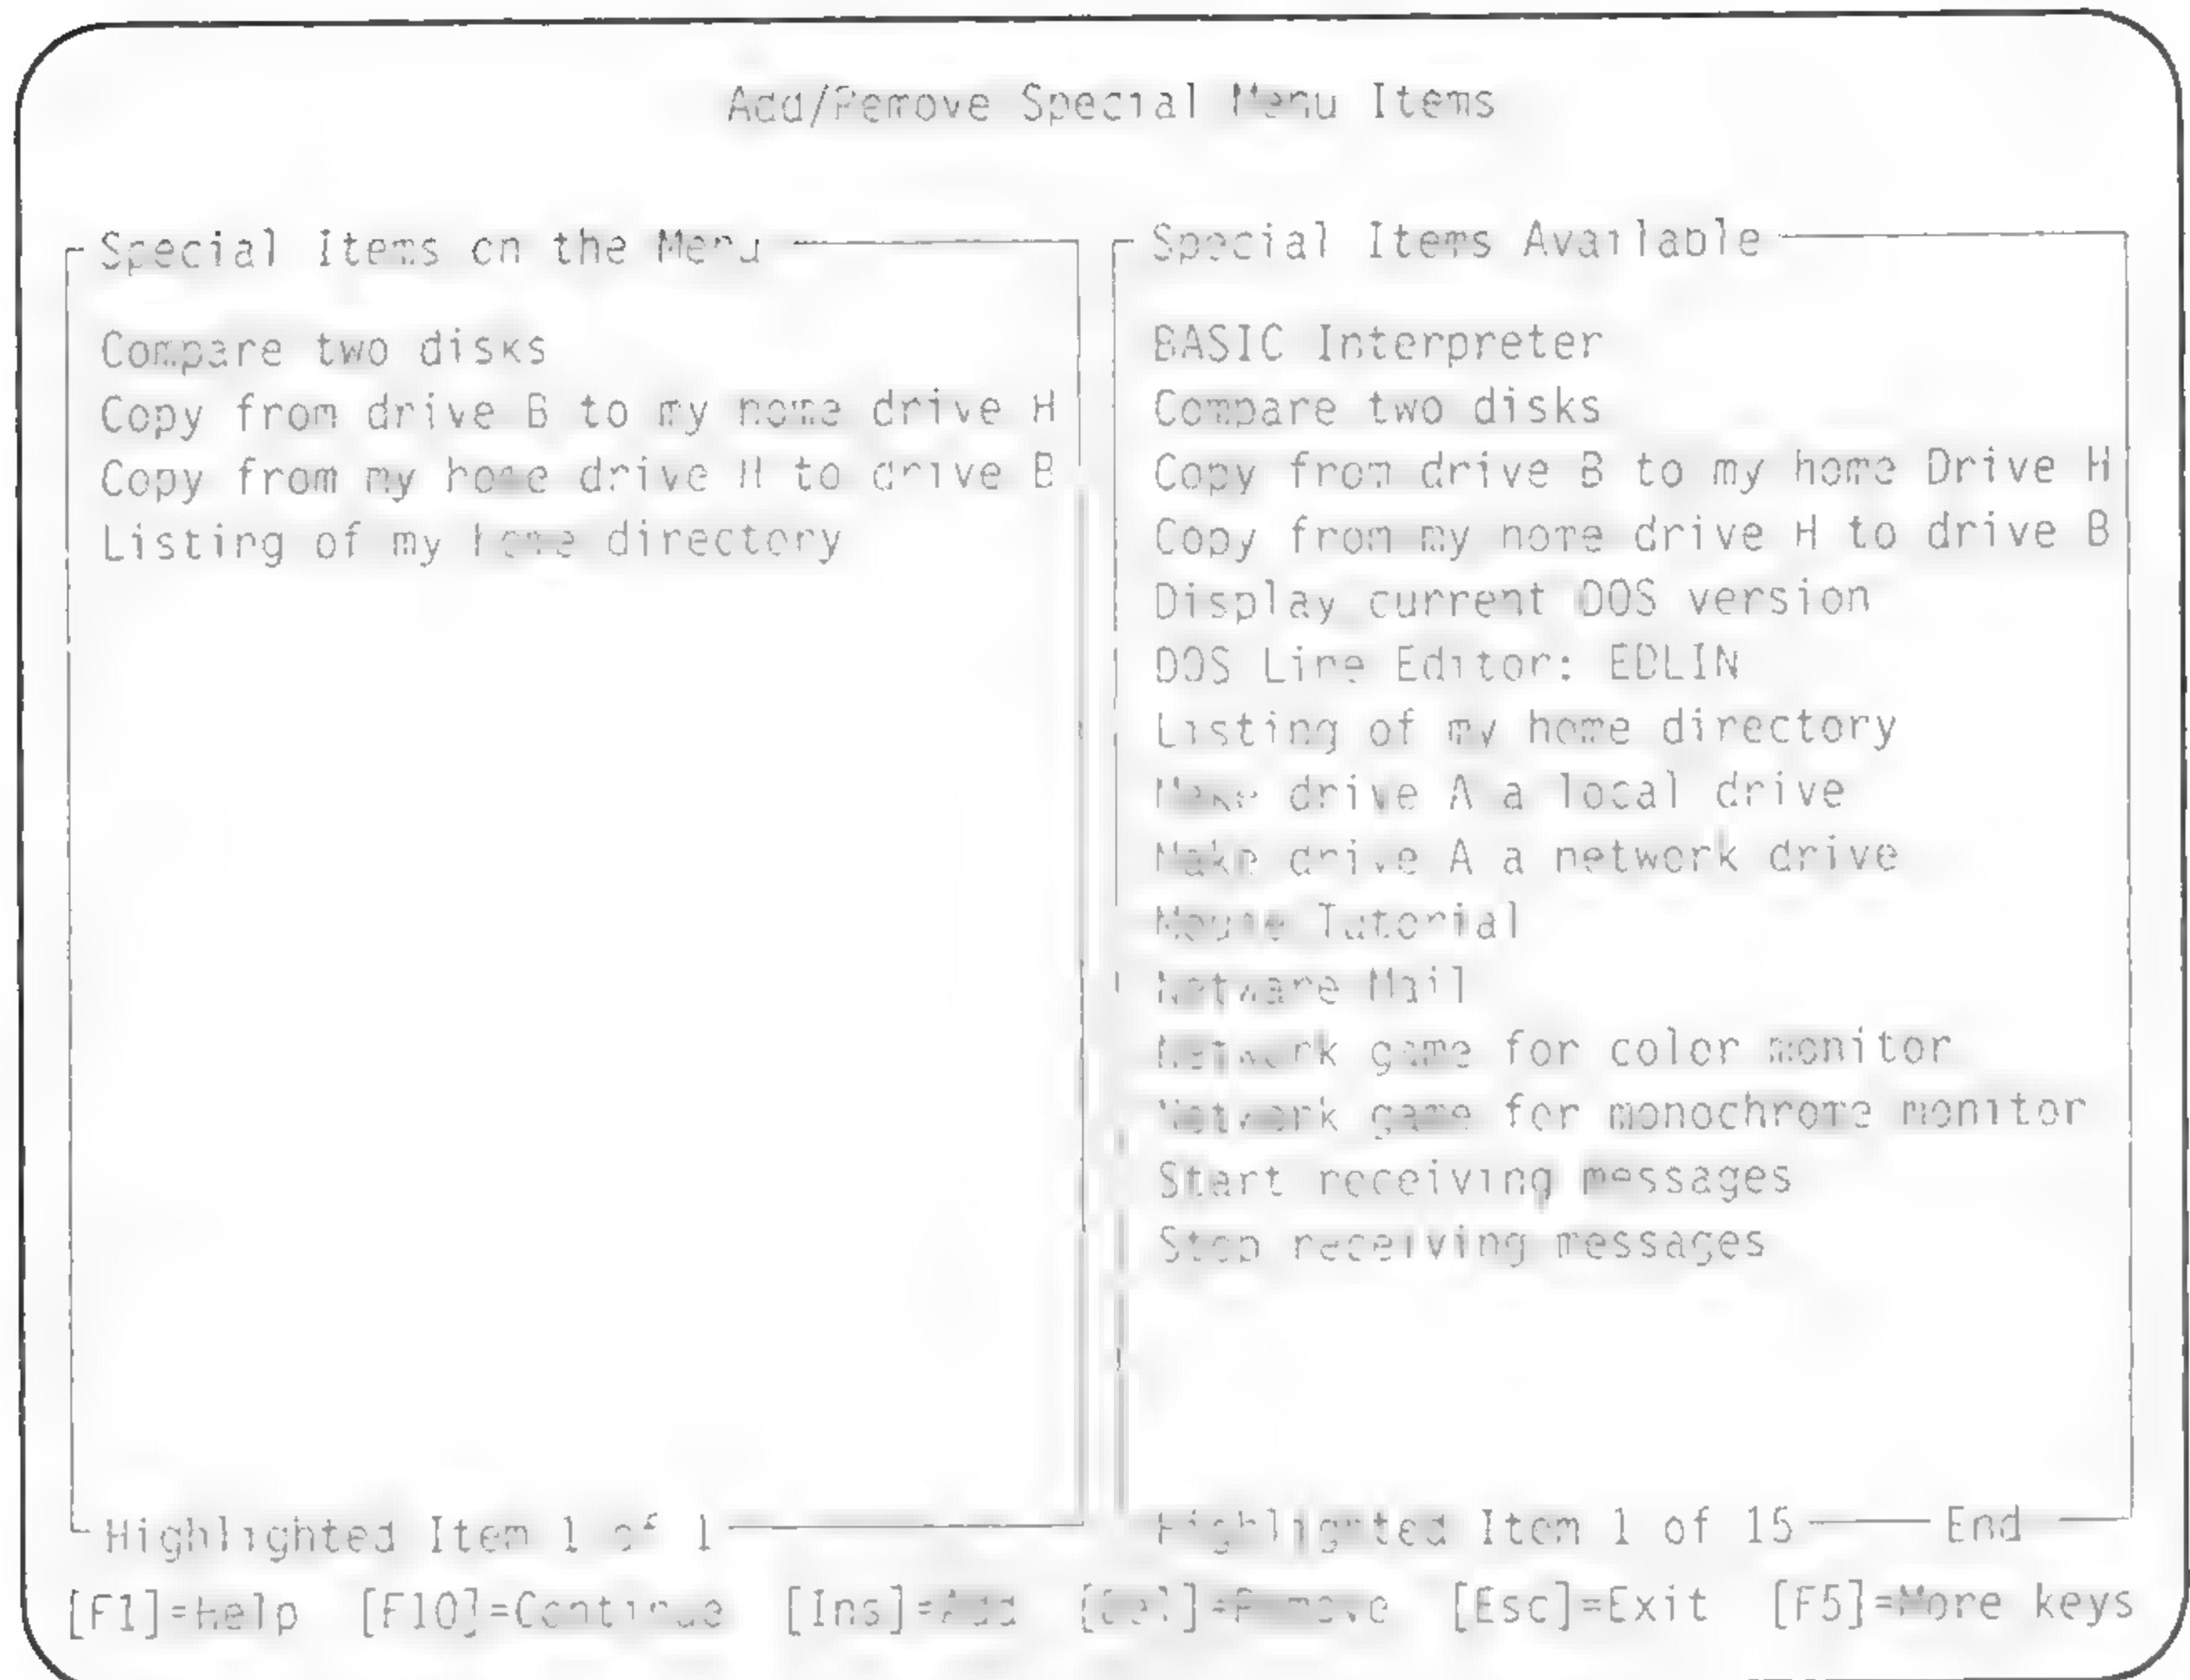 Add/Remove Special Menu Items
Special Items on the Menu
Compare two disks
Copy from drive B to my home drive H
Copy from my home drive H to drive B
Listing of my home directory
Highlighted Item 1 of 1
Special Items Available
BASIC Interpreter
Compare two disks
Copy from drive B to my home Drive H
Copy from my home drive H to drive B
Display current DOS version
DOS Line Editor: EDLIN
Listing of my home directory
Make drive A a local drive
Make drive A a network drive
Mouse Tutorial
Netware Mail
Network game for color monitor
Network game for monochrome monitor
Start receiving messages
Stop receiving messages
Highlighted Item 1 of 15 End
[F1]=Help [F10]=Continue [Ins]=Add [Del]=Remove [Esc]=Exit [F5]=More keys